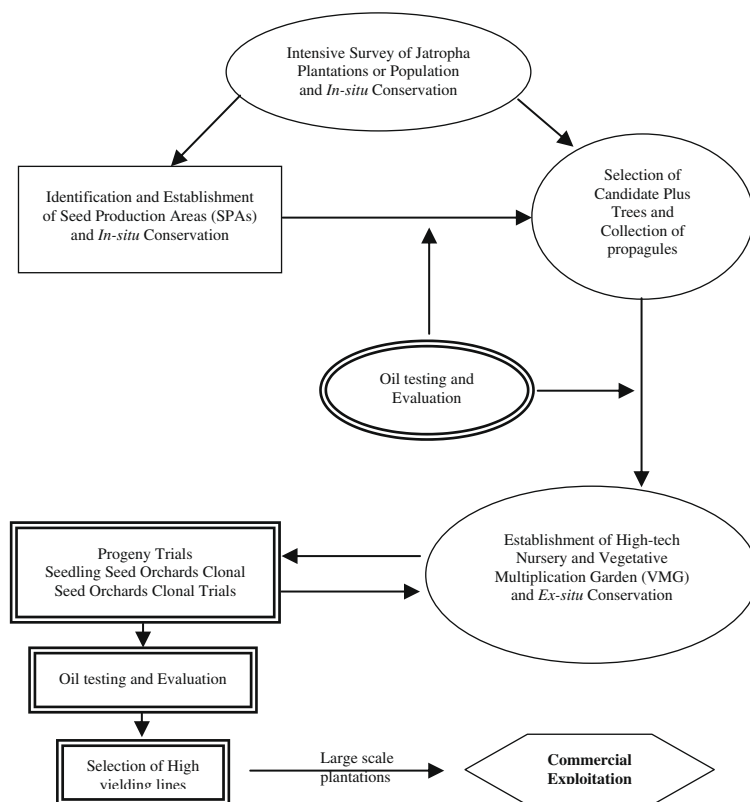 Intensive Survey of Jatropha
Plantations or Population
and In-situ Conservation
Identification and Establishment
of Seed Production Areas (SPAs)
and In-situ Conservation
Selection of
Candidate Plus
Trees and
Collection of
propagules
Oil testing and
Evaluation
Establishment of High-tech
Nursery and Vegetative
Multiplication Garden (VMG)
and Ex-situ Conservation
Progeny Trials
Seedling Seed Orchards Clonal
Seed Orchards Clonal Trials
Oil testing and Evaluation
Selection of High
yielding lines
Large scale
plantations
Commercial
Exploitation